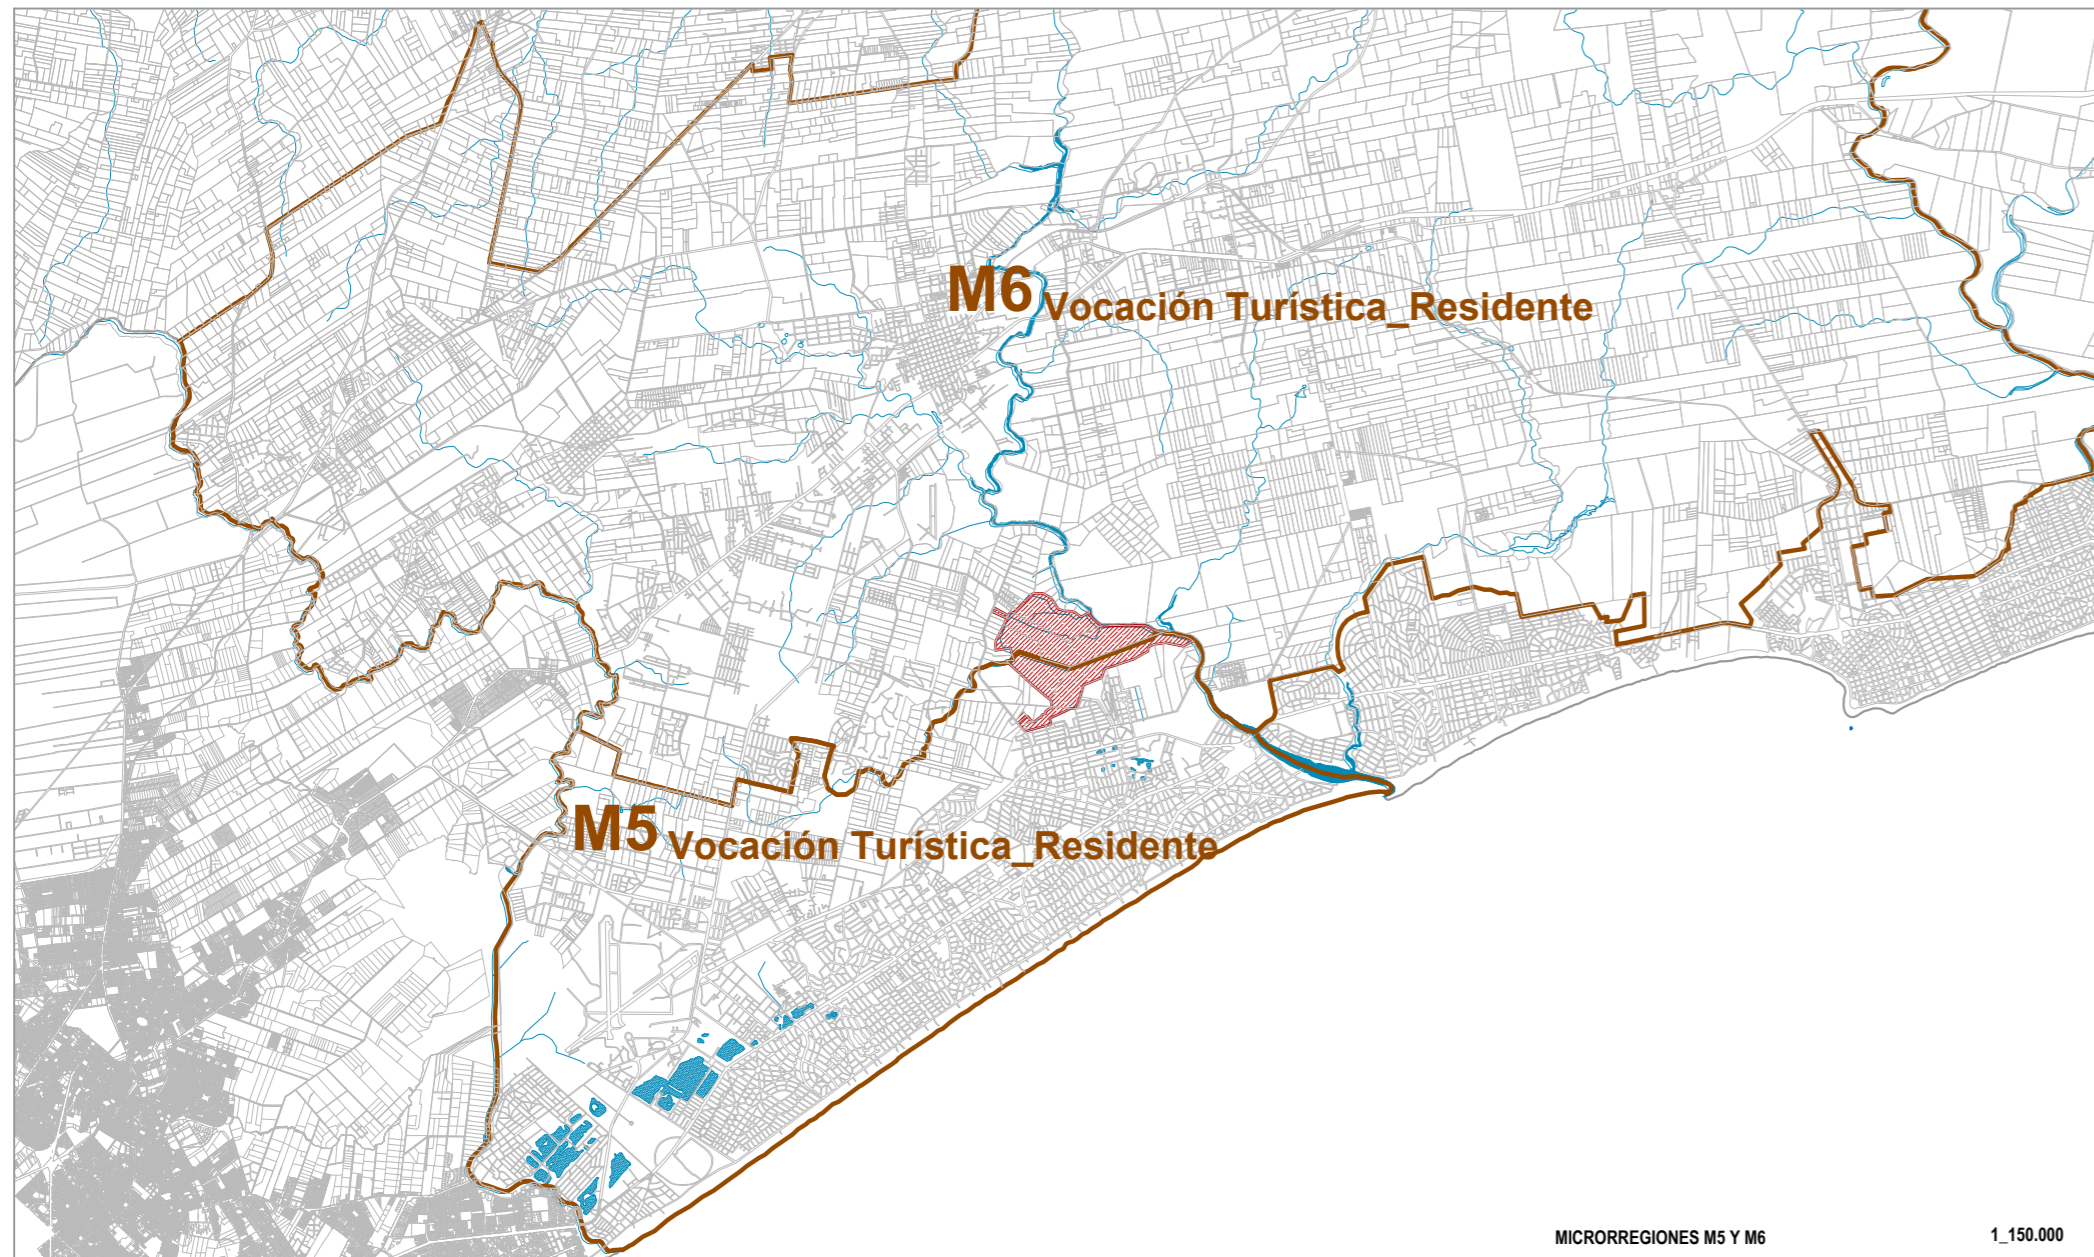 M6 Vocación Turística_Residente
M5 Vocación Turística_Residente
MICRORREGIONES M5 Y M6 1_150.000